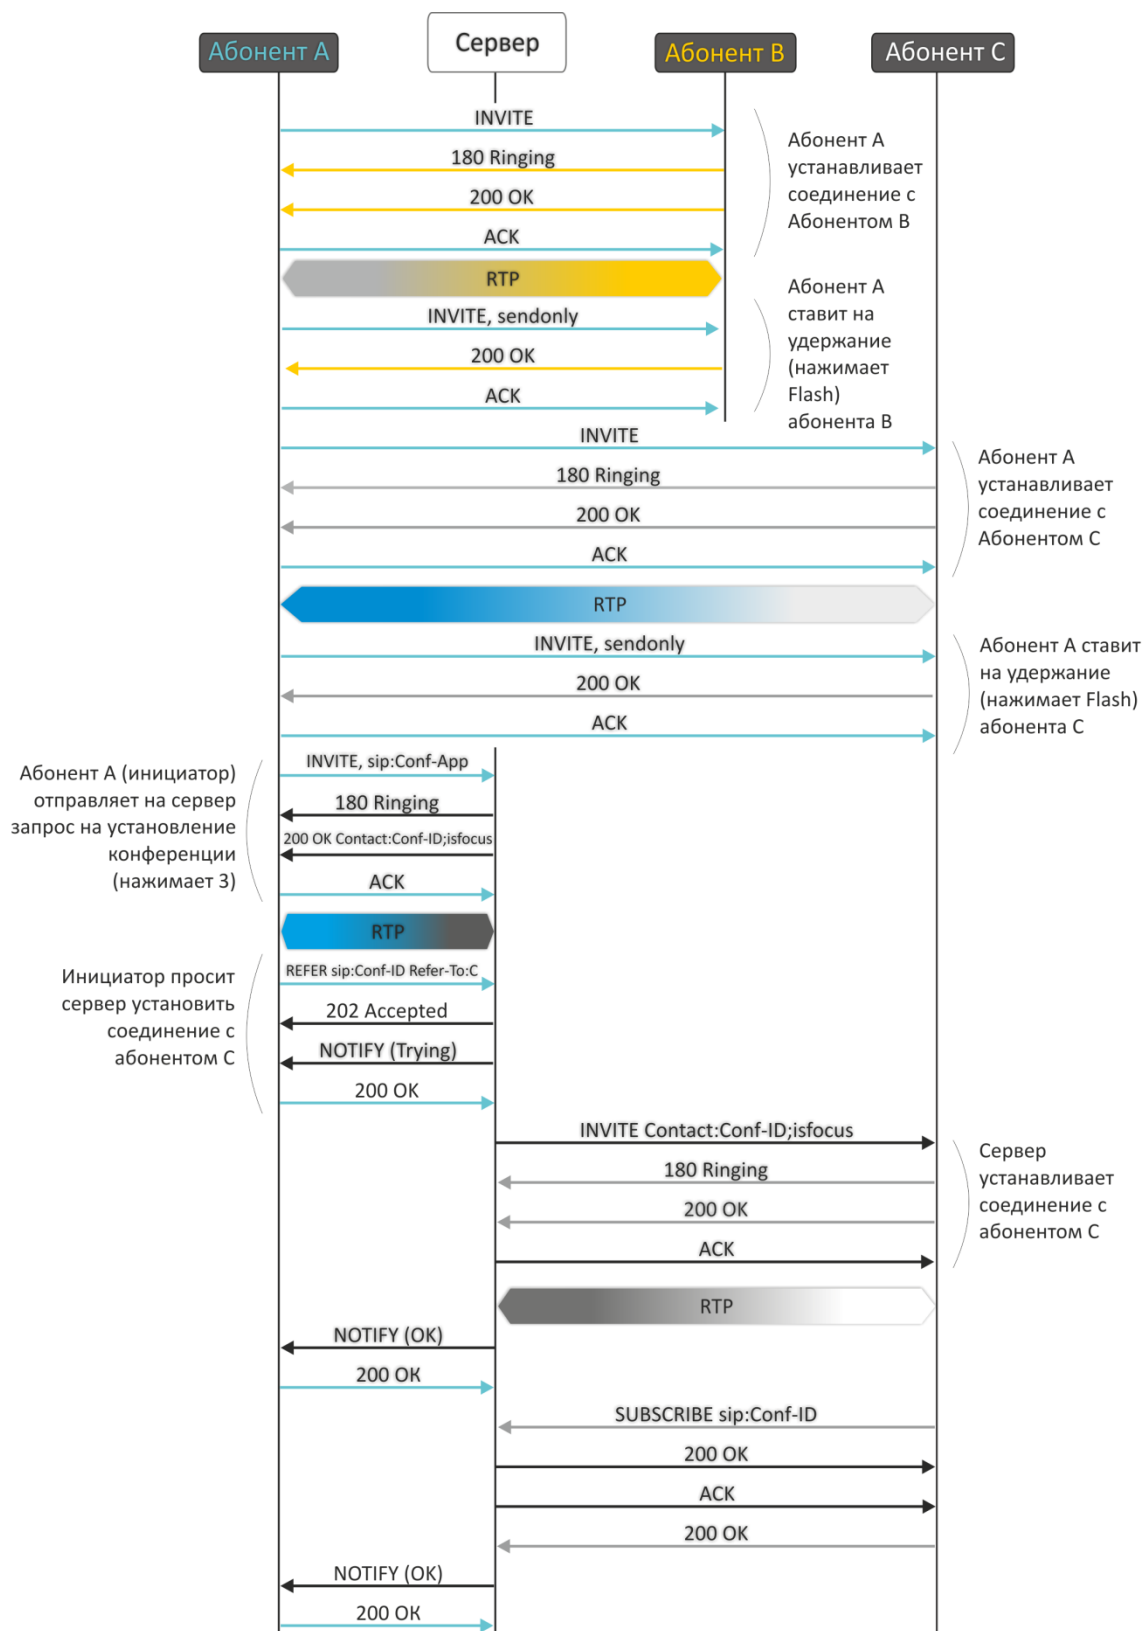 Абонент А
Сервер
Абонент В
Абонент С
INVITE
180 Ringing
200 OK
ACK
Абонент А
устанавливает
соединение с
Абонентом В
RTP
INVITE, sendonly
200 OK
ACK
Абонент А
ставит на
удержание
(нажимает
Flash)
абонента В
INVITE
180 Ringing
200 OK
ACK
Абонент А
устанавливает
соединение с
Абонентом С
RTP
INVITE, sendonly
200 OK
ACK
Абонент А ставит
на удержание
(нажимает Flash)
абонента С
Абонент А (инициатор)
отправляет на сервер
запрос на установление
конференции
(нажимает 3)
INVITE, sip:Conf-App
180 Ringing
200 OK Contact:Conf-ID;isfocus
ACK
RTP
Инициатор просит
сервер установить
соединение с
абонентом С
REFER sip:Conf-ID Refer-To:C
202 Accepted
NOTIFY (Trying)
200 OK
INVITE Contact:Conf-ID;isfocus
180 Ringing
200 OK
ACK
Сервер
устанавливает
соединение с
абонентом С
RTP
NOTIFY (OK)
200 OK
SUBSCRIBE sip:Conf-ID
200 OK
ACK
200 OK
NOTIFY (OK)
200 OK